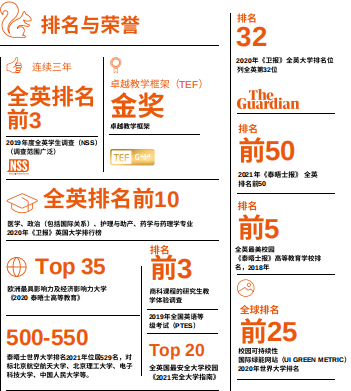 排名与荣誉
连续三年
全英排名
前3
2019年度全英学生调查（NSS）
（调查范围广泛）
NSS
卓越教学框架（TEF）
金奖
卓越教学框架
TEF Gold
全英排名前10
医学、政治（包括国际关系）、护理与助产、药学与药理学专业
2020年《卫报》英国大学排行榜
Top 35
欧洲最具影响力及经济影响力大学
《2020 泰晤士高等教育》
500-550
泰晤士世界大学排名2021年位居529名，对
标北京航空航天大学、北京理工大学、电子
科技大学、中国人民大学等。
排名
前3
商科课程的研究生教
学体验调查
2019年全国英语等
级考试（PTES）
Top 20
全英国最安全大学校园
《2021完全大学指南》
排名
32
2020年《卫报》全英大学排名位
列全英第32位
The
Guardian
排名
前50
2021年《泰晤士报》 全英
排名前50
排名
前5
全英最美校园
《泰晤士报》高等教育学校排
名，2018年
全球排名
前25
校园可持续性
国际绿能网站（UI GREEN METRIC）
2020年世界大学排名